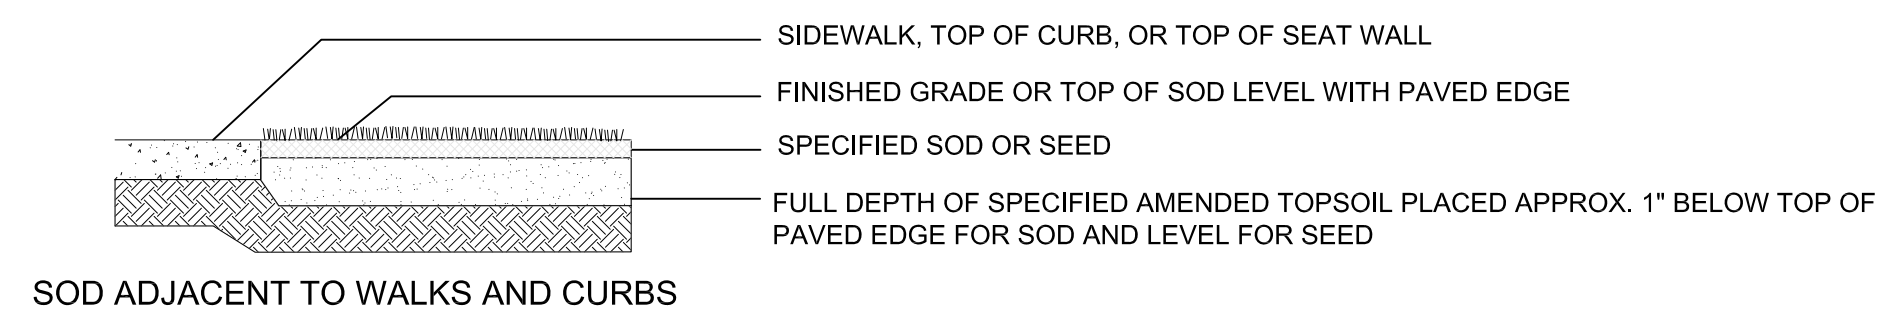 SIDEWALK, TOP OF CURB, OR TOP OF SEAT WALL
FINISHED GRADE OR TOP OF SOD LEVEL WITH PAVED EDGE
SPECIFIED SOD OR SEED
FULL DEPTH OF SPECIFIED AMENDED TOPSOIL PLACED APPROX. 1" BELOW TOP OF
PAVED EDGE FOR SOD AND LEVEL FOR SEED
SOD ADJACENT TO WALKS AND CURBS